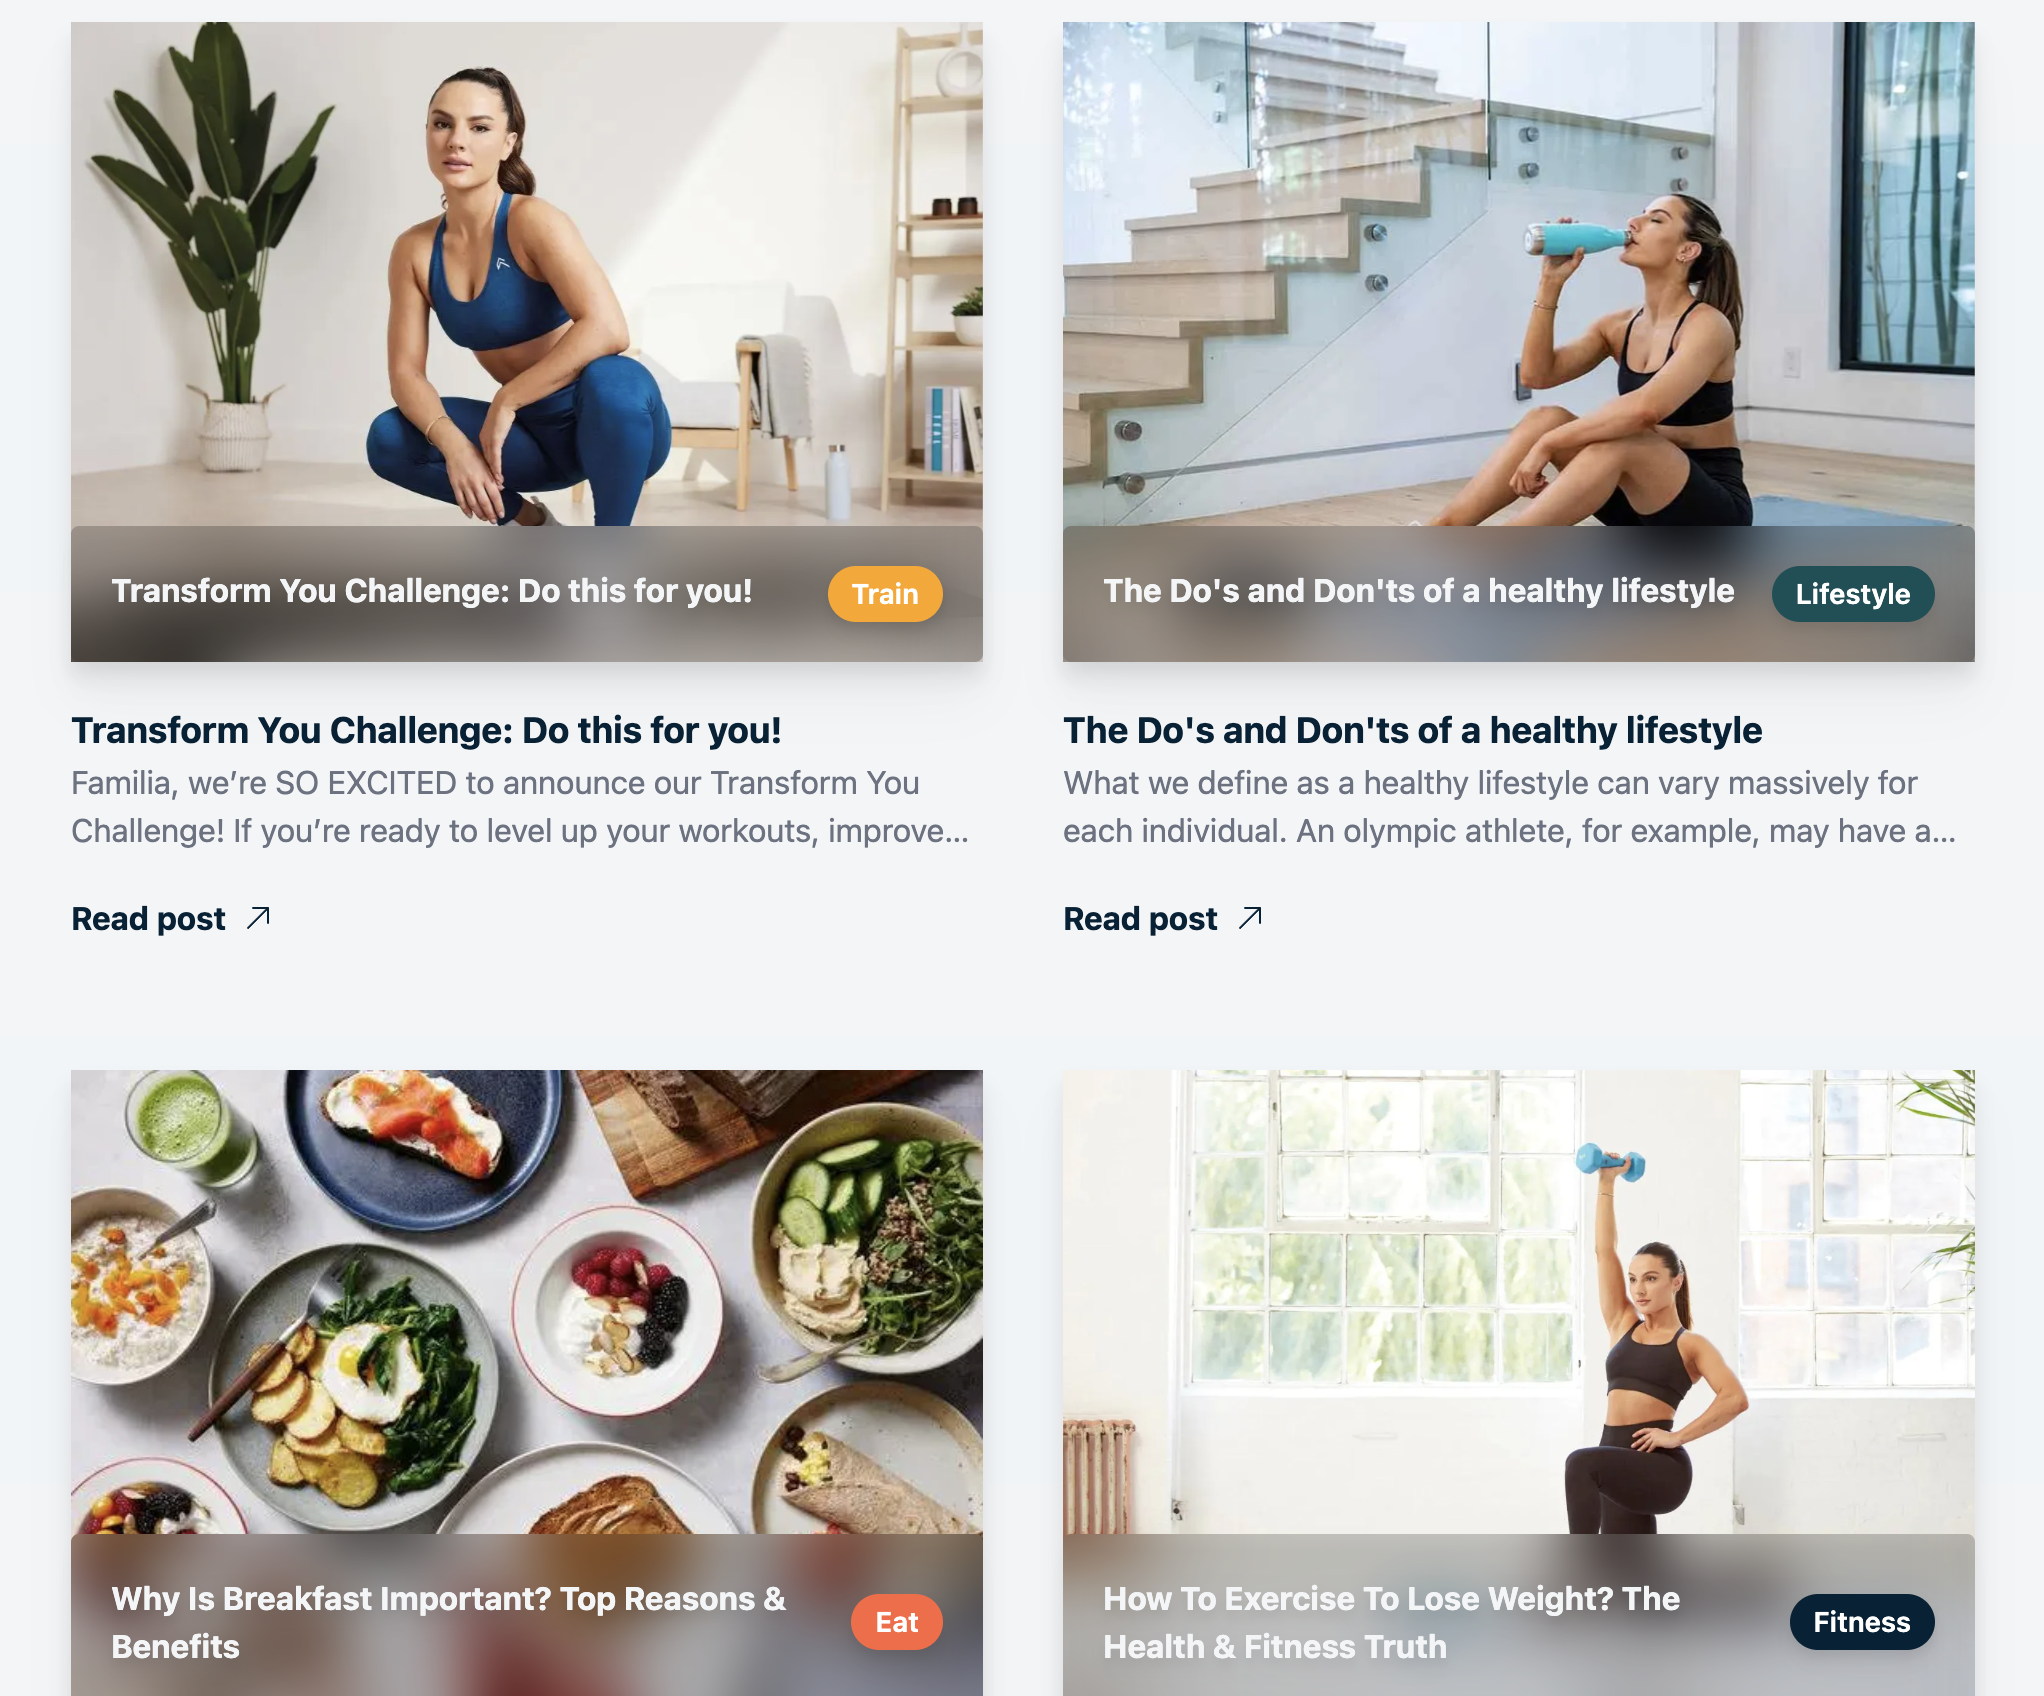 Transform You Challenge: Do this for you!
Train
Transform You Challenge: Do this for you!
Familia, we’re SO EXCITED to announce our Transform You
Challenge! If you’re ready to level up your workouts, improve...
Read post
The Do's and Don'ts of a healthy lifestyle
Lifestyle
The Do's and Don'ts of a healthy lifestyle
What we define as a healthy lifestyle can vary massively for
each individual. An olympic athlete, for example, may have a...
Read post
Why Is Breakfast Important? Top Reasons &
Benefits
Eat
How To Exercise To Lose Weight? The
Health & Fitness Truth
Fitness